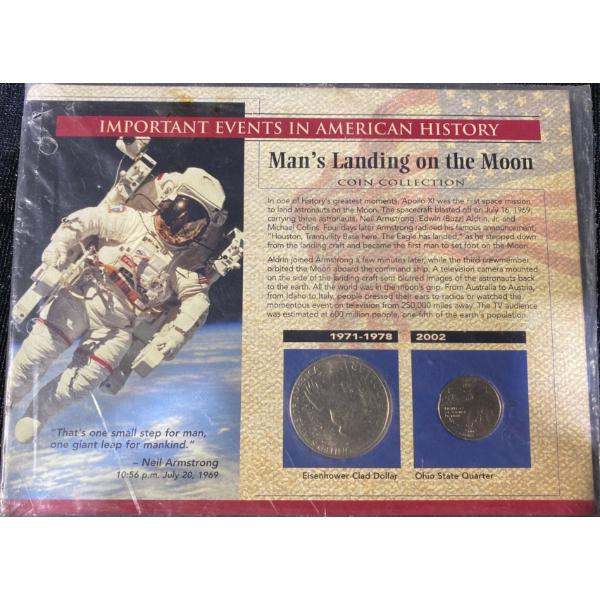 IMPORTANT EVENTS IN AMERICAN HISTORY
Man's Landing on the Moon
COIN COLLECTION
In one of history's greatest moments, Apollo XI was the first space mission
to land astronauts on the Moon. The spacecraft blasted off on July 16, 1969,
carrying three astronauts, Neil Armstrong, Edwin (Buzz) Aldrin, Jr. and
Michael Collins. Four days later Armstrong radioed his famous announcement,
"Houston, Tranquility Base here. The Eagle has landed," as he stepped down
from the landing craft and became the first man to set foot on the Moon.
Aldrin joined Armstrong a few minutes later, while the third crewmember
orbited the Moon aboard the command ship. A television camera mounted
on the side of the landing craft sent blurred images of the astronauts back
to the earth. All the world was in the moon's grip. From Australia to Austria,
from Idaho to Italy, people pressed their ears to radios or watched the
momentous event on television from 250,000 miles away. The TV audience
was estimated at 600 million people, one-fifth of the earth's population.
1971-1978
2002
Eisenhower Clad Dollar
Ohio State Quarter
"That's one small step for man,
one giant leap for mankind."
– Neil Armstrong
10:56 p.m. July 20, 1969